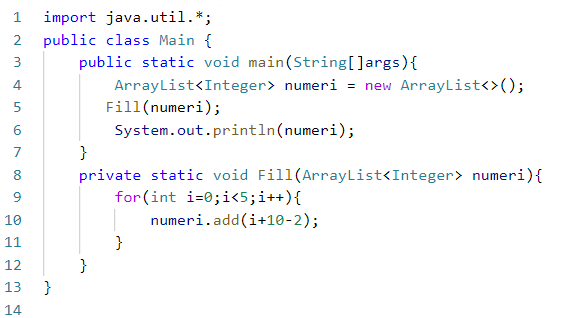 1 import java.util.*;
2 public class Main {
3     public static void main(String[]args){
4         ArrayList<Integer> numeri = new ArrayList<>();
5        Fill(numeri);
6         System.out.println(numeri);
7     }
8     private static void Fill(ArrayList<Integer> numeri){
9         for(int i=0;i<5;i++){
10             numeri.add(i+10-2);
11         }
12     }
13 }
14